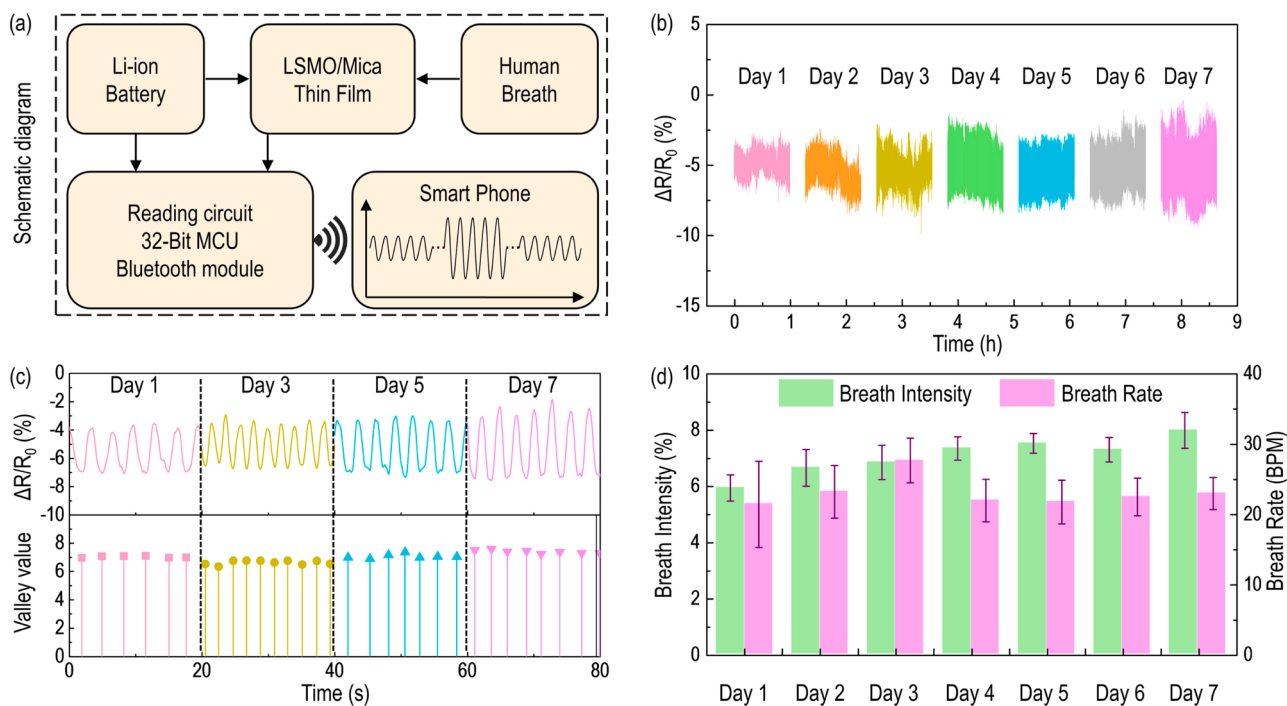 (a)
Schematic diagram
Li-ion
Battery
LSMO/Mica
Thin Film
Human
Breath
Reading circuit
32-Bit MCU
Bluetooth module
Smart Phone
(b)
ΔR/R0 (%)
5
0
-5
-10
-15
Day 1 Day 2 Day 3 Day 4 Day 5 Day 6 Day 7
0 1 2 3 4 5 6 7 8 9
Time (h)
(c)
ΔR/R0 (%)
0
-2
-4
-6
-8
-10
Day 1 Day 3 Day 5 Day 7
Valley value
8
6
4
2
0
0 20 40 60 80
Time (s)
(d)
Breath Intensity (%)
10
8
6
4
2
0
Breath Intensity Breath Rate
40
30
20
10
0
Breath Rate (BPM)
Day 1 Day 2 Day 3 Day 4 Day 5 Day 6 Day 7